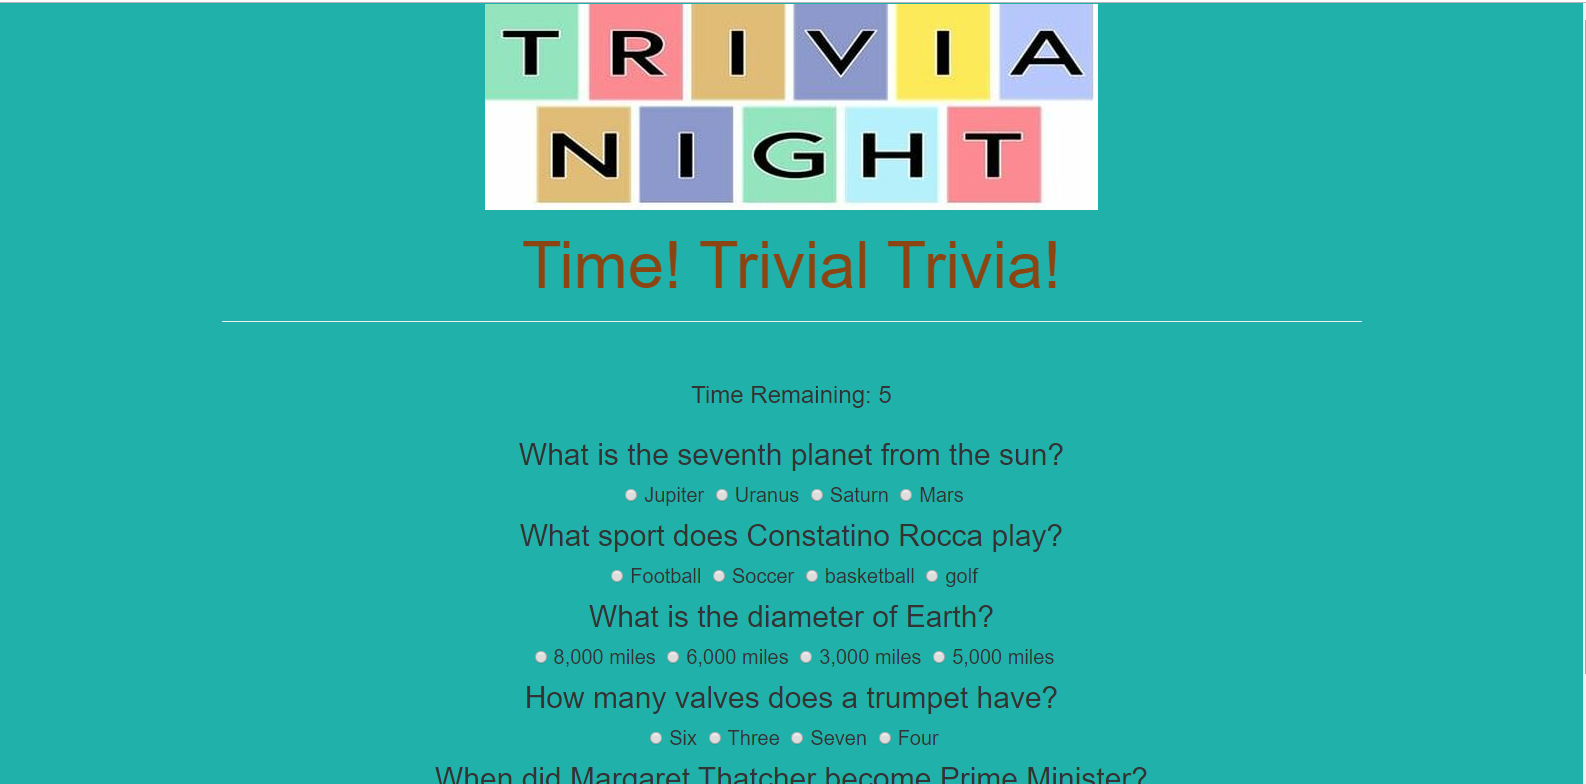 TRIVIA
NIGHT
Time! Trivial Trivia!
Time Remaining: 5
What is the seventh planet from the sun?
Jupiter Uranus Saturn Mars
What sport does Constatino Rocca play?
Football Soccer basketball golf
What is the diameter of Earth?
8,000 miles 6,000 miles 3,000 miles 5,000 miles
How many valves does a trumpet have?
Six Three Seven Four
When did Margaret Thatcher become Prime Minister?